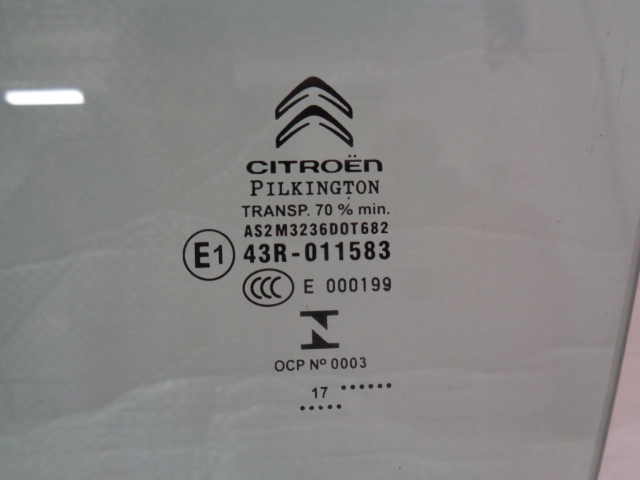 CITROËN
PILKINGTON
TRANSP. 70 % min.
AS2M3236DOT682
E1 43R-011583
CCC E 000199
OCP Nº 0003
17 ......
.....